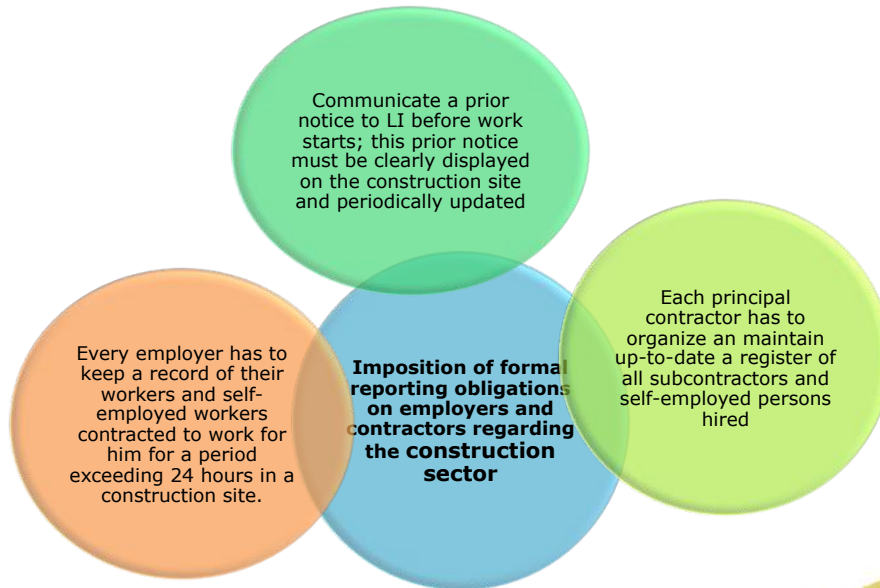 Communicate a prior
notice to LI before work
starts; this prior notice
must be clearly displayed
on the construction site
and periodically updated
Each principal
contractor has to
organize an maintain
up-to-date a register of
all subcontractors and
self-employed persons
hired
Every employer has to
keep a record of their
workers and self-
employed workers
contracted to work for
him for a period
exceeding 24 hours in a
construction site.
Imposition of formal
reporting obligations
on employers and
contractors regarding
the construction
sector